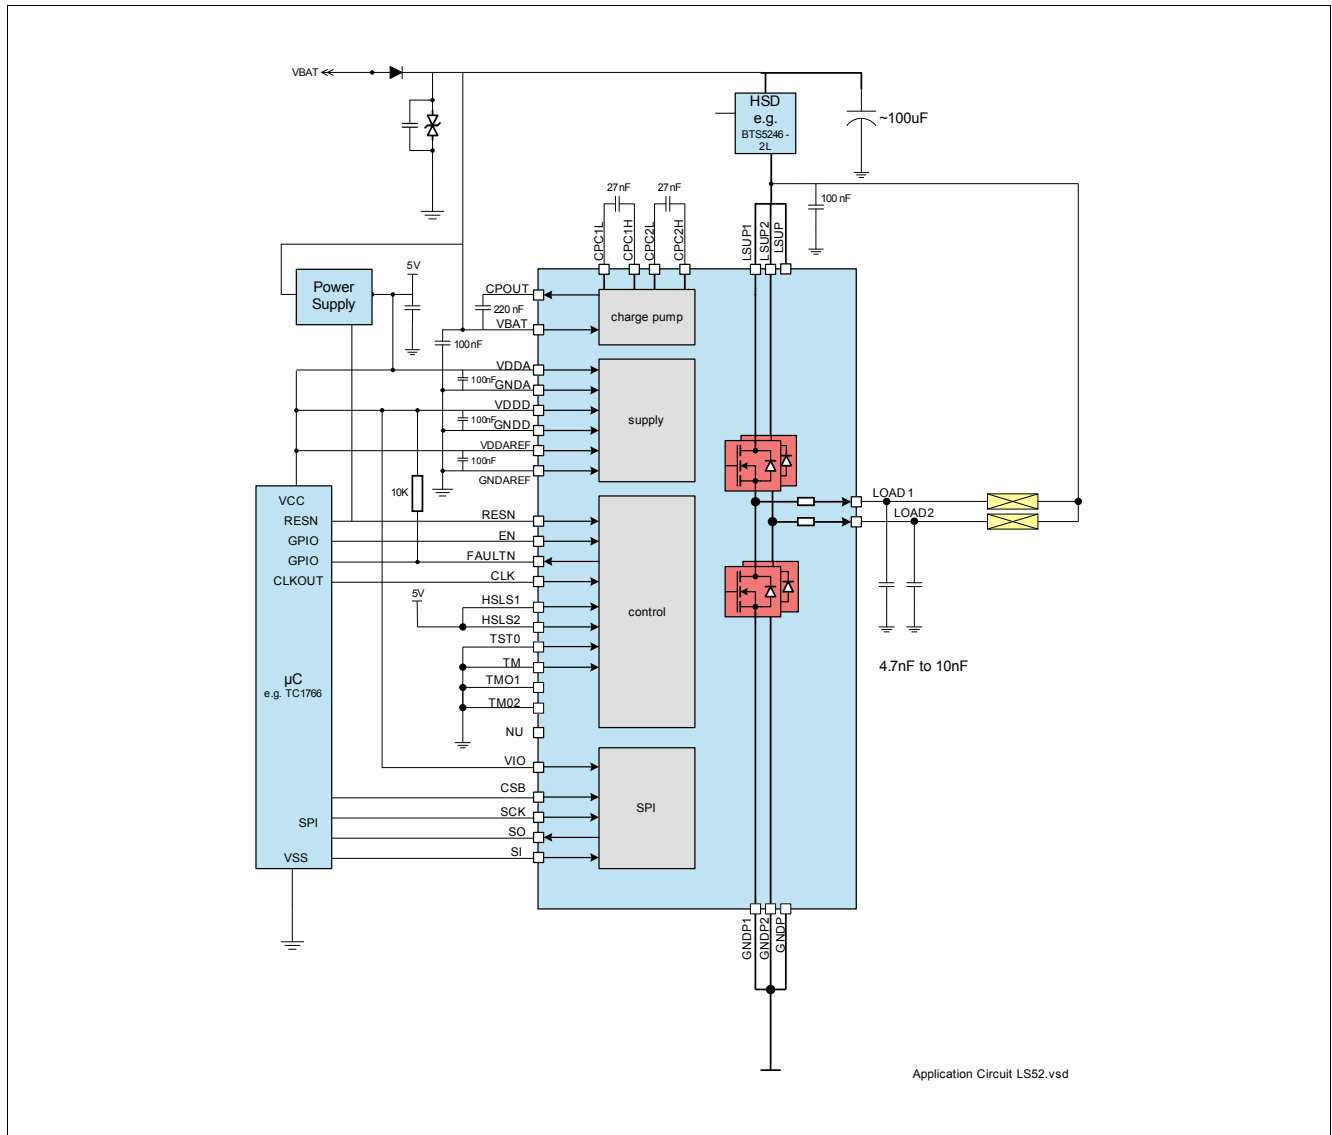 VBAT
HSD
e.g.
BTS5246 -
2L
~100uF
27nF
27nF
100 nF
CPC1L
CPC1H
CPC2L
CPC2H
LSUP1
LSUP2
LSUP
5V
Power
Supply
CPOUT
220 nF
VBAT
charge pump
100nF
VDDA
100nF
GNDA
VDDD
100nF
GNDD
supply
VDDAREF
100nF
GNDAREF
10K
VCC
RESN
GPIO
GPIO
CLKOUT
µC
e.g. TC1766
SPI
VSS
RESN
EN
FAULTN
CLK
5V
HSLS1
HSLS2
TST0
TM
TMO1
TM02
NU
control
LOAD 1
LOAD2
4.7nF to 10nF
VIO
CSB
SCK
SO
SI
SPI
GNDP1
GNDP2
GNDP
Application Circuit LS52.vsd